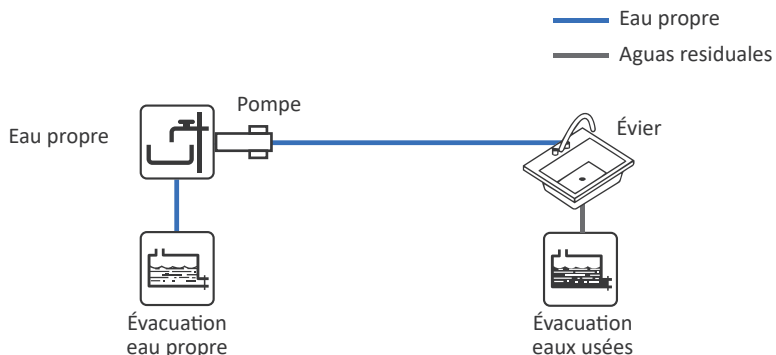 Eau propre
Aguas residuales
Pompe
Eau propre
Évier
Évacuation
eau propre
Évacuation
eaux usées